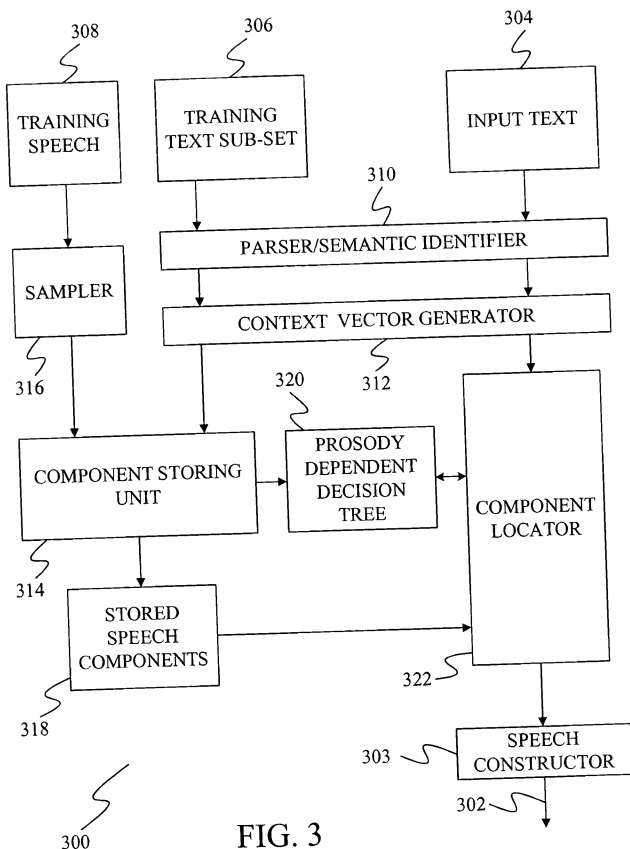 308
306
304
TRAINING
SPEECH
TRAINING
TEXT SUB-SET
INPUT TEXT
310
PARSER/SEMANTIC IDENTIFIER
SAMPLER
CONTEXT VECTOR GENERATOR
316
312
320
COMPONENT STORING
UNIT
PROSODY
DEPENDENT
DECISION
TREE
COMPONENT
LOCATOR
314
STORED
SPEECH
COMPONENTS
322
318
303
SPEECH
CONSTRUCTOR
302
300
FIG. 3